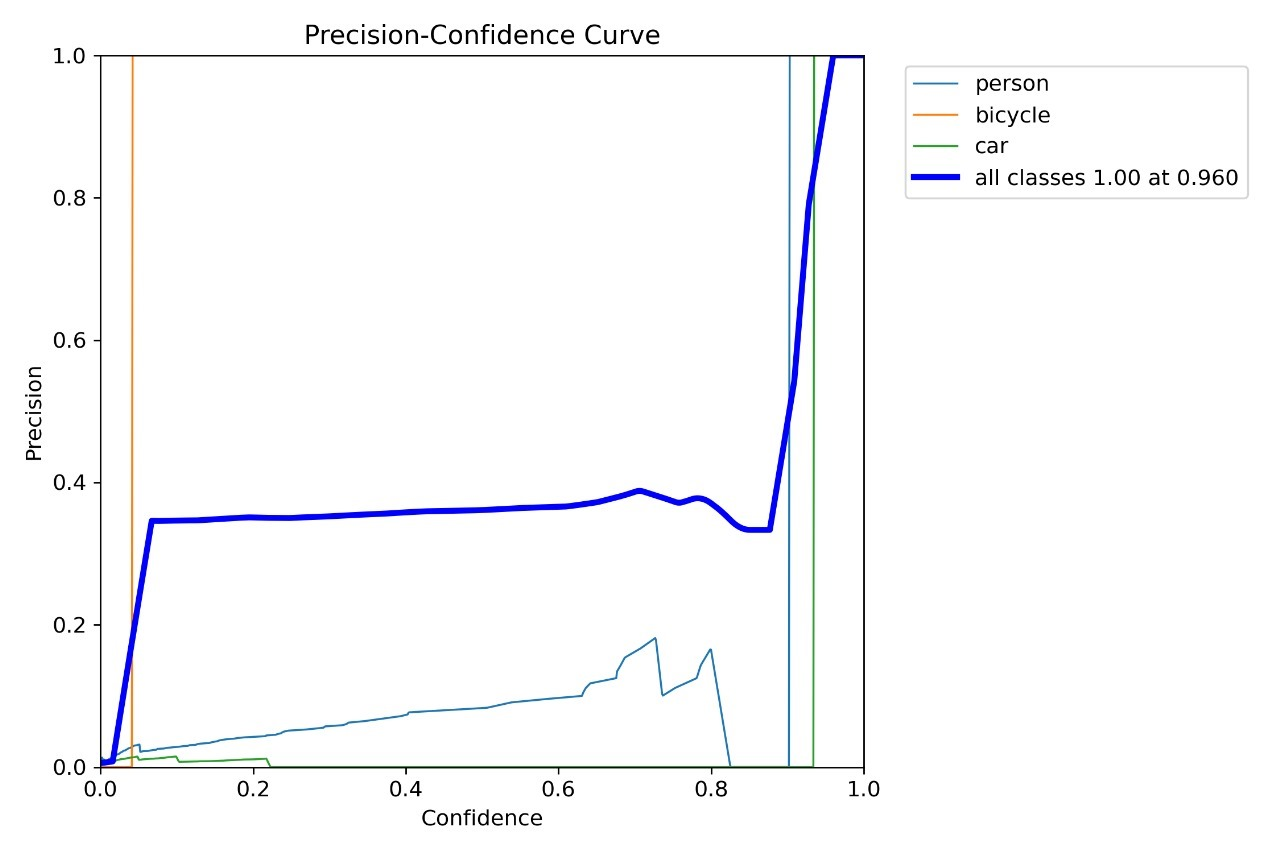 Precision-Confidence Curve
1.0
0.8
0.6
0.4
0.2
0.0
Precision
0.0 0.2 0.4 0.6 0.8 1.0
Confidence
person
bicycle
car
all classes 1.00 at 0.960